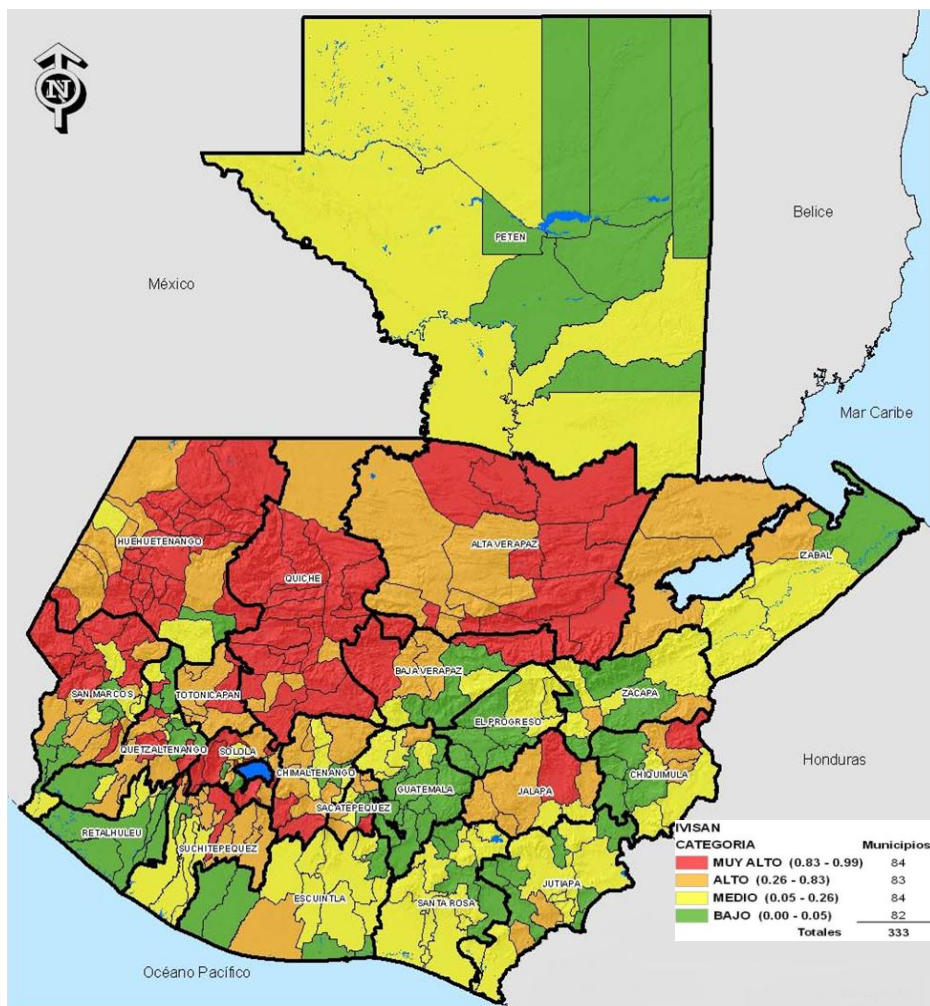 N
Belice
PETEN
México
Mar Caribe
HUEHUETENANGO
ALTA VERAPAZ
IZABAL
QUICHE
BAJA VERAPAZ
SAN MARCOS
TOTONICAPAN
ZACAPA
EL PROGRESO
QUETZALTENANGO
SOLOLA
CHIMALTENANGO
Honduras
CHIQUIMULA
GUATEMALA
JALAPA
SACATEPEQUEZ
RETALHULEU
SUCHITEPEQUEZ
JUTIAPA
ESCUINTLA
SANTA ROSA
IVISAN
CATEGORIA Municipios
MUY ALTO (0.83 - 0.99) 84
ALTO (0.26 - 0.83) 83
MEDIO (0.05 - 0.26) 84
BAJO (0.00 - 0.05) 82
Totales 333
Océano Pacífico